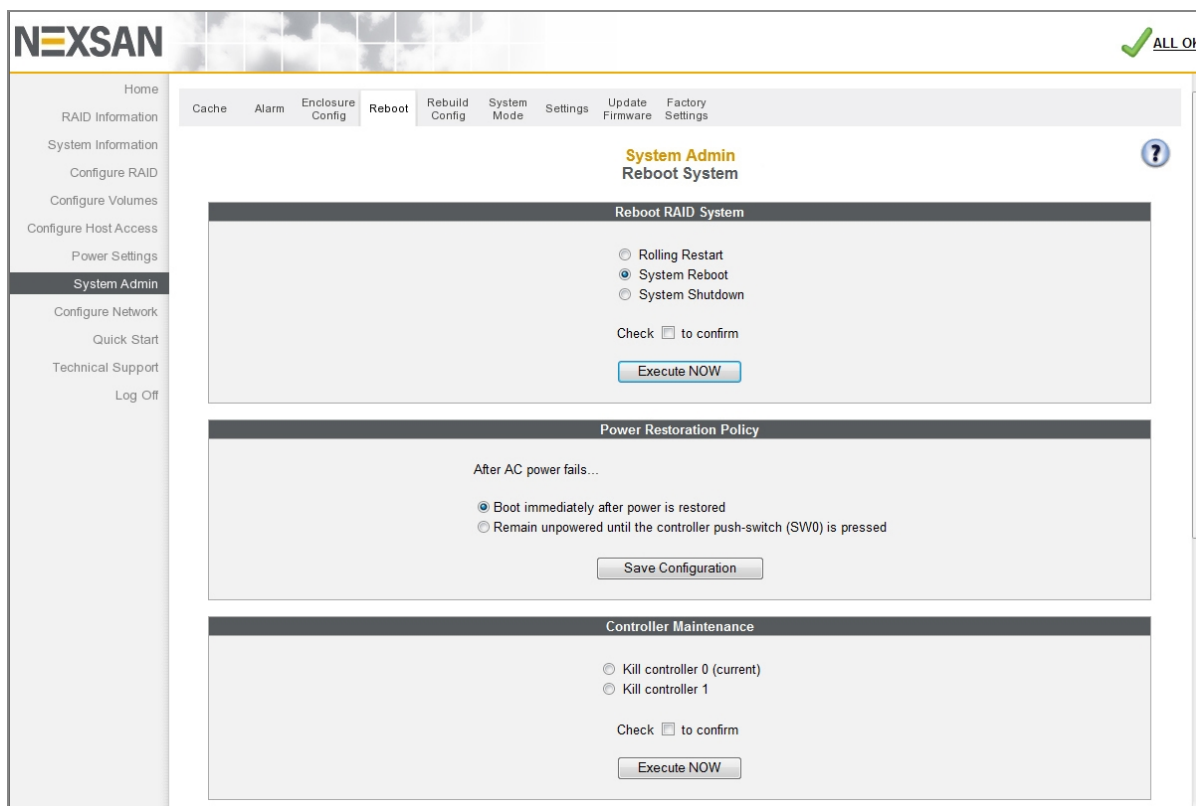 NEXSAN
ALL OK
Home
RAID Information
System Information
Configure RAID
Configure Volumes
Configure Host Access
Power Settings
System Admin
Configure Network
Quick Start
Technical Support
Log Off
Cache
Alarm
Enclosure
Config
Reboot
Rebuild
Config
System
Mode
Settings
Update
Firmware
Factory
Settings
System Admin
Reboot System
?
Reboot RAID System
Rolling Restart
System Reboot
System Shutdown
Check to confirm
Execute NOW
Power Restoration Policy
After AC power fails...
Boot immediately after power is restored
Remain unpowered until the controller push-switch (SW0) is pressed
Save Configuration
Controller Maintenance
Kill controller 0 (current)
Kill controller 1
Check to confirm
Execute NOW